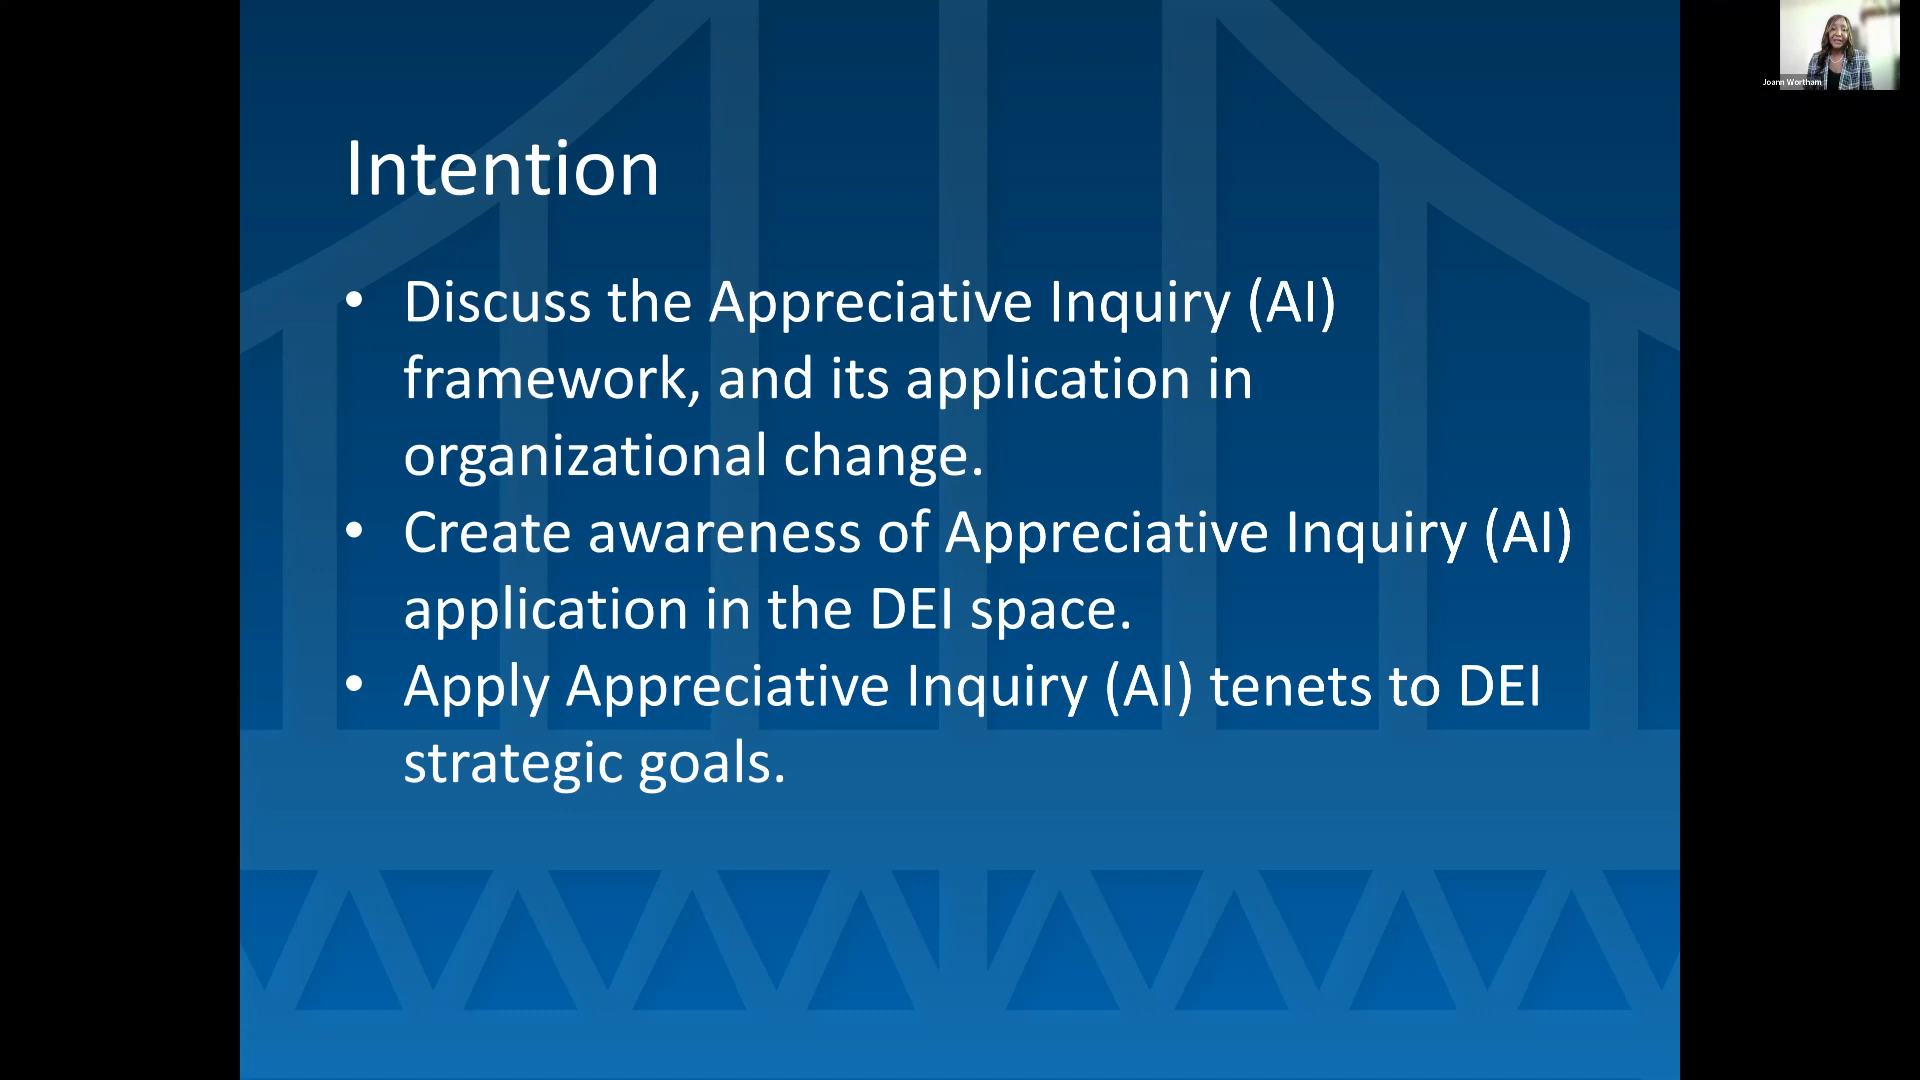 Joann Wortham
Intention
• Discuss the Appreciative Inquiry (AI)
framework, and its application in
organizational change.
• Create awareness of Appreciative Inquiry (AI)
application in the DEI space.
• Apply Appreciative Inquiry (AI) tenets to DEI
strategic goals.